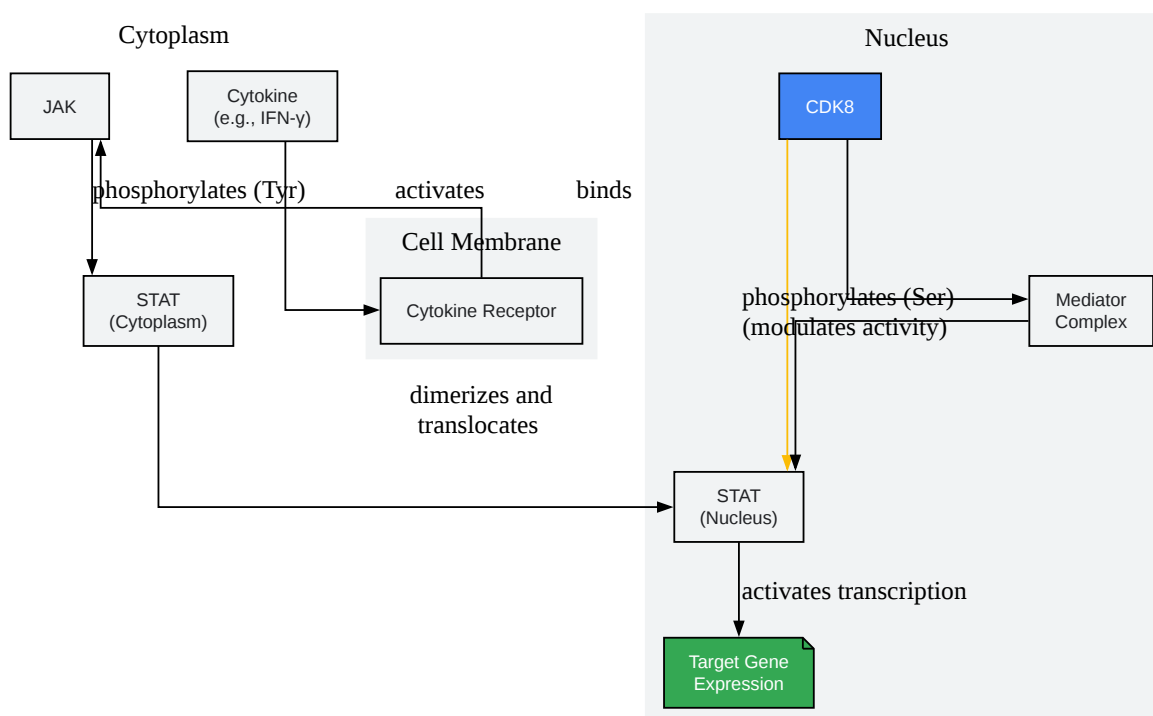 Cytoplasm
Nucleus
JAK
Cytokine
(e.g., IFN-γ)
CDK8
phosphorylates (Tyr)
activates
binds
Cell Membrane
STAT
(Cytoplasm)
Cytokine Receptor
phosphorylates (Ser)
(modulates activity)
Mediator
Complex
dimerizes and
translocates
STAT
(Nucleus)
activates transcription
Target Gene
Expression